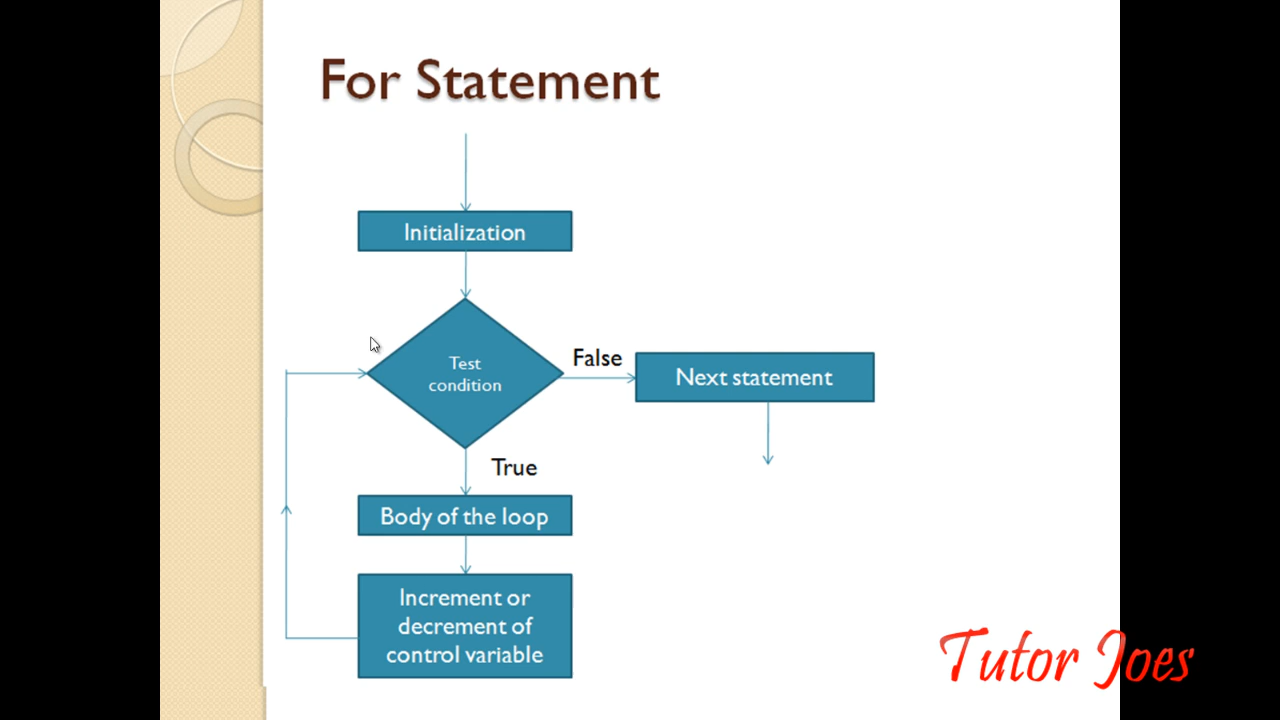 For Statement
Initialization
Test
condition
False
Next statement
True
Body of the loop
Increment or
decrement of
control variable
Tutor Joes